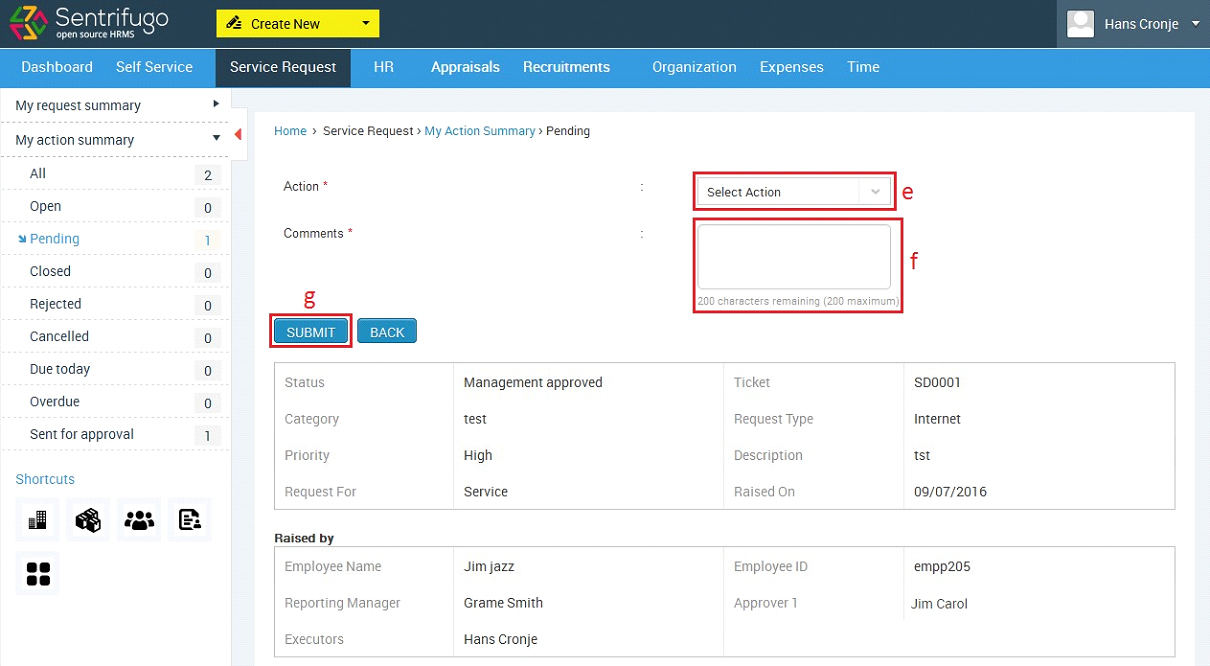 Sentrifugo
open source HRMS
Create New
Hans Cronje
Dashboard Self Service Service Request HR Appraisals Recruitments Organization Expenses Time
My request summary
My action summary
All 2
Open 0
Pending 1
Closed 0
Rejected 0
Cancelled 0
Due today 0
Overdue 0
Sent for approval 1
Shortcuts
Home › Service Request › My Action Summary › Pending
Action * : Select Action e
Comments * : f
200 characters remaining (200 maximum)
g
SUBMIT BACK
Status Management approved Ticket SD0001
Category test Request Type Internet
Priority High Description tst
Request For Service Raised On 09/07/2016
Raised by
Employee Name Jim jazz Employee ID empp205
Reporting Manager Grame Smith Approver 1 Jim Carol
Executors Hans Cronje